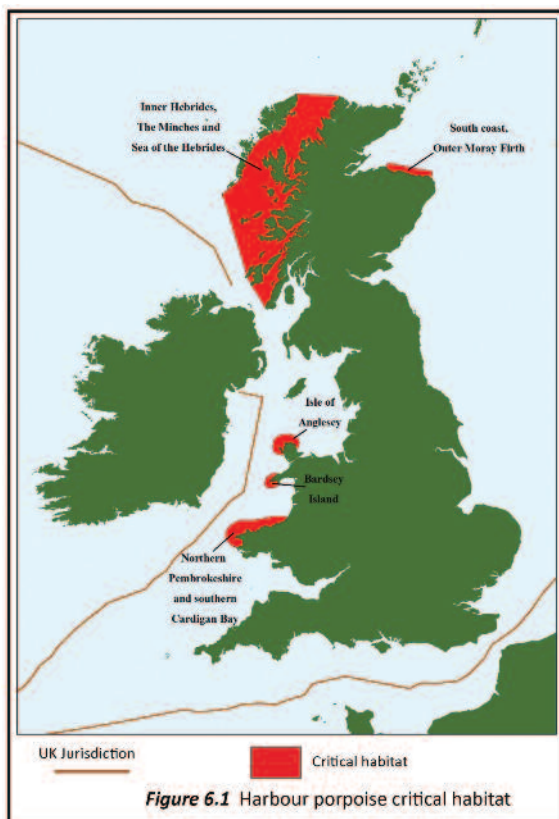 Inner Hebrides,
The Minches and
Sea of the Hebrides
South coast,
Outer Moray Firth
Isle of
Anglesey
Bardsey
Island
Northern
Pembrokeshire
and southern
Cardigan Bay
UK Jurisdiction
Critical habitat
Figure 6.1 Harbour porpoise critical habitat